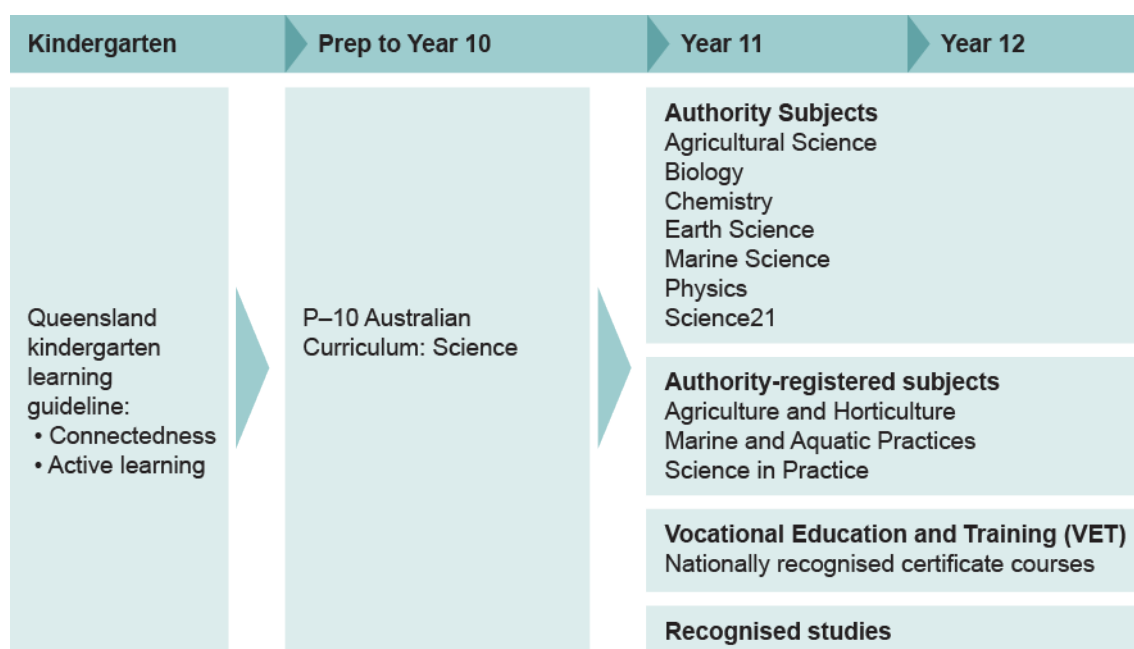 Kindergarten
Prep to Year 10
Year 11
Year 12
Queensland
kindergarten
learning
guideline:
• Connectedness
• Active learning
P–10 Australian
Curriculum: Science
Authority Subjects
Agricultural Science
Biology
Chemistry
Earth Science
Marine Science
Physics
Science21
Authority-registered subjects
Agriculture and Horticulture
Marine and Aquatic Practices
Science in Practice
Vocational Education and Training (VET)
Nationally recognised certificate courses
Recognised studies